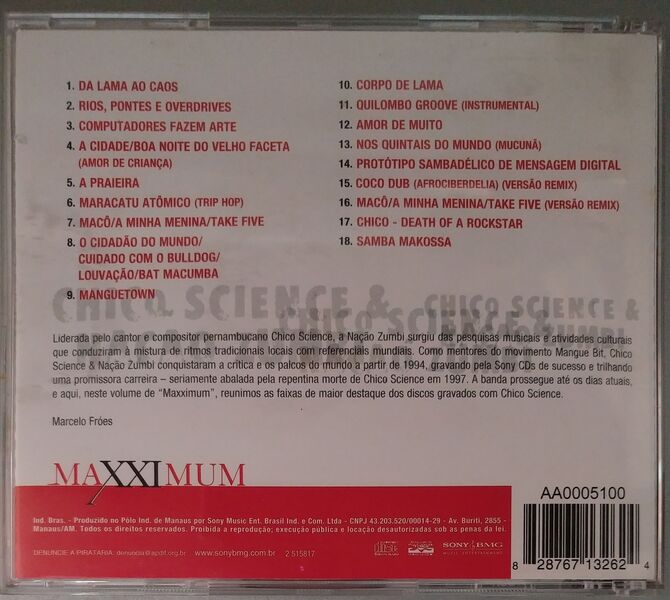 1. DA LAMA AO CAOS
2. RIOS, PONTES E OVERDRIVES
3. COMPUTADORES FAZEM ARTE
4. A CIDADE/BOA NOITE DO VELHO FACETA
(AMOR DE CRIANÇA)
5. A PRAIEIRA
6. MARACATU ATÔMICO (TRIP HOP)
7. MACÔ/A MINHA MENINA/TAKE FIVE
8. O CIDADÃO DO MUNDO/
CUIDADO COM O BULLDOG/
LOUVAÇÃO/BAT MACUMBA
9. MANGUETOWN
10. CORPO DE LAMA
11. QUILOMBO GROOVE (INSTRUMENTAL)
12. AMOR DE MUITO
13. NOS QUINTAIS DO MUNDO (MUCUNÃ)
14. PROTÓTIPO SAMBADÉLICO DE MENSAGEM DIGITAL
15. COCO DUB (AFROCIBERDELIA) (VERSÃO REMIX)
16. MACÔ/A MINHA MENINA/TAKE FIVE (VERSÃO REMIX)
17. CHICO - DEATH OF A ROCKSTAR
18. SAMBA MAKOSSA
CHICO SCIENCE &
CHICO SCIENCE
CHICO SCIENCE &
Liderada pelo cantor e compositor pernambucano Chico Science, a Nação Zumbi surgiu das pesquisas musicais e atividades culturais
que conduziram à mistura de ritmos tradicionais locais com referenciais mundiais. Como mentores do movimento Mangue Bit, Chico
Science & Nação Zumbi conquistaram a crítica e os palcos do mundo a partir de 1994, gravando pela Sony CDs de sucesso e trilhando
uma promissora carreira – seriamente abalada pela repentina morte de Chico Science em 1997. A banda prossegue até os dias atuais,
e aqui, neste volume de “Maxximum”, reunimos as faixas de maior destaque dos discos gravados com Chico Science.
Marcelo Fróes
MAXXIMUM
Ind. Bras. - Produzido no Pólo Ind. de Manaus por Sony Music Ent. Brasil Ind. e Com. Ltda - CNPJ 43.203.520/00014-29 - Av. Buriti, 2855 -
Manaus/AM. Todos os direitos reservados. Proibida a reprodução; execução pública e locação desautorizadas sob as penas da lei.
DENUNCIE A PIRATARIA: denuncia@apdif.org.br www.sonybmg.com.br 2 515817 SONY BMG
MUSIC ENTERTAINMENT
AA0005100
8 28767 13262 4